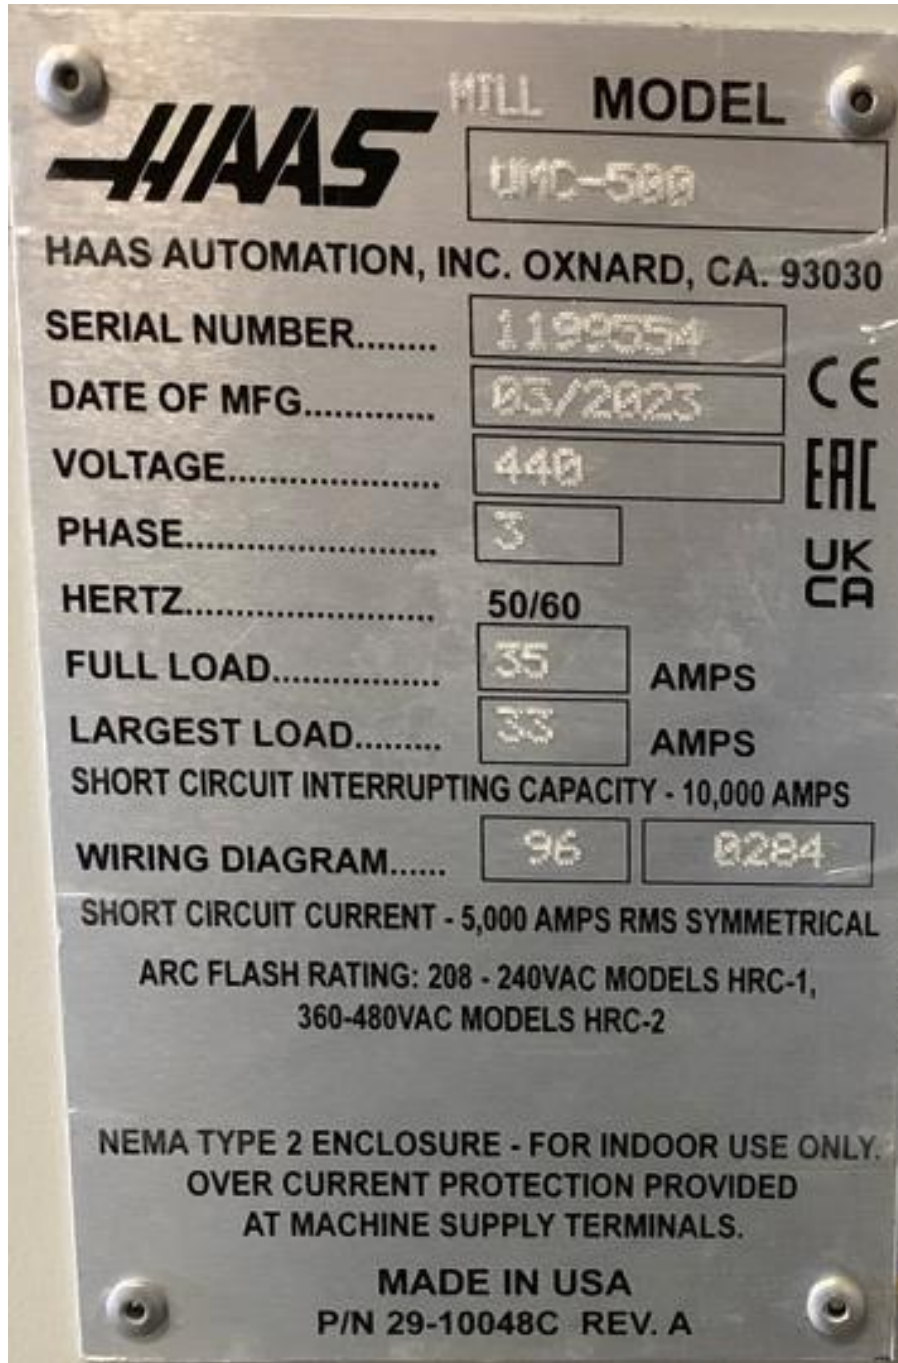 MILL MODEL
HAAS
UMC-500
HAAS AUTOMATION, INC. OXNARD, CA. 93030
SERIAL NUMBER........ 1199554
DATE OF MFG............. 03/2023
VOLTAGE..................... 440
PHASE......................... 3
HERTZ......................... 50/60
FULL LOAD................. 35 AMPS
LARGEST LOAD......... 33 AMPS
SHORT CIRCUIT INTERRUPTING CAPACITY - 10,000 AMPS
WIRING DIAGRAM...... 96 0284
SHORT CIRCUIT CURRENT - 5,000 AMPS RMS SYMMETRICAL
ARC FLASH RATING: 208 - 240VAC MODELS HRC-1,
360-480VAC MODELS HRC-2
NEMA TYPE 2 ENCLOSURE - FOR INDOOR USE ONLY.
OVER CURRENT PROTECTION PROVIDED
AT MACHINE SUPPLY TERMINALS.
MADE IN USA
P/N 29-10048C REV. A
CE
EAC
UK
CA